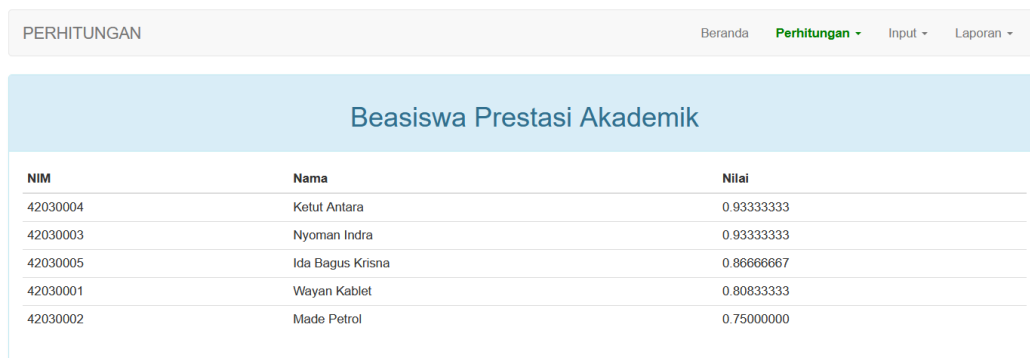 PERHITUNGAN Beranda Perhitungan Input Laporan
Beasiswa Prestasi Akademik
NIM Nama Nilai
42030004 Ketut Antara 0.93333333
42030003 Nyoman Indra 0.93333333
42030005 Ida Bagus Krisna 0.86666667
42030001 Wayan Kablet 0.80833333
42030002 Made Petrol 0.75000000